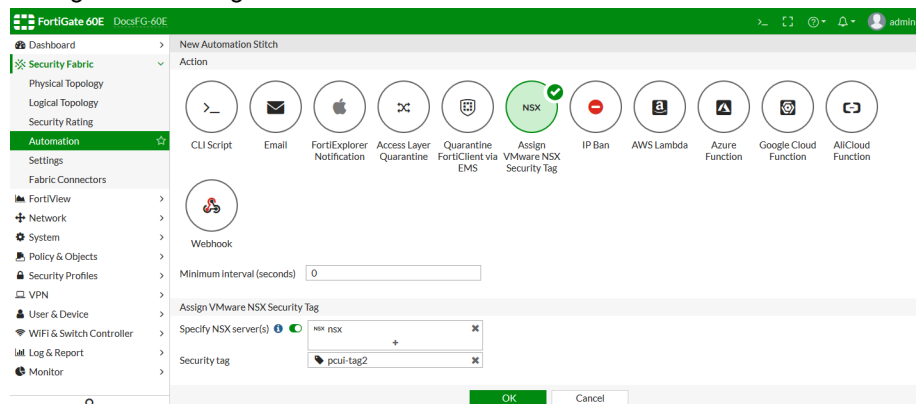 FortiGate 60E DocsFG-60E
>_ admin
Dashboard
Security Fabric
Physical Topology
Logical Topology
Security Rating
Automation
Settings
Fabric Connectors
FortiView
Network
System
Policy & Objects
Security Profiles
VPN
User & Device
WiFi & Switch Controller
Log & Report
Monitor
New Automation Stitch
Action
>_ NSX a
CLI Script Email FortiExplorer Notification Access Layer Quarantine Quarantine FortiClient via EMS Assign VMware NSX Security Tag IP Ban AWS Lambda Azure Function Google Cloud Function AliCloud Function
Webhook
Minimum interval (seconds) 0
Assign VMware NSX Security Tag
Specify NSX server(s) NSX nsx
+
Security tag pcui-tag2
OK Cancel